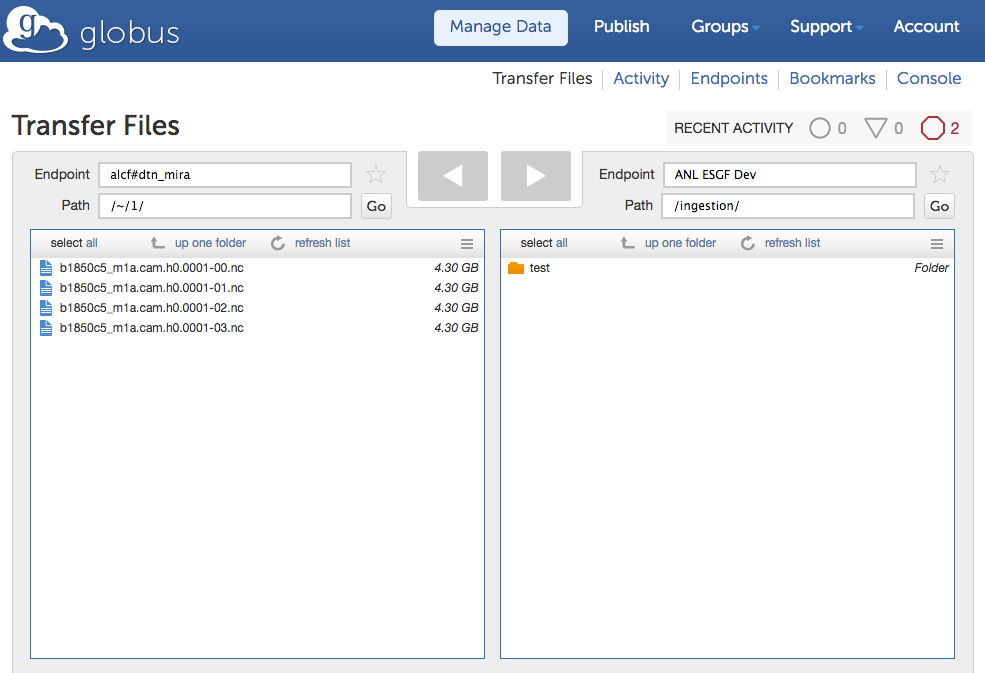 g globus
Manage Data Publish Groups Support Account
Transfer Files Activity Endpoints Bookmarks Console
Transfer Files
RECENT ACTIVITY 0 0 2
Endpoint alcf#dtn_mira
Path /~/1/ Go
Endpoint ANL ESGF Dev
Path /ingestion/ Go
select all up one folder refresh list
b1850c5_m1a.cam.h0.0001-00.nc 4.30 GB
b1850c5_m1a.cam.h0.0001-01.nc 4.30 GB
b1850c5_m1a.cam.h0.0001-02.nc 4.30 GB
b1850c5_m1a.cam.h0.0001-03.nc 4.30 GB
select all up one folder refresh list
test Folder